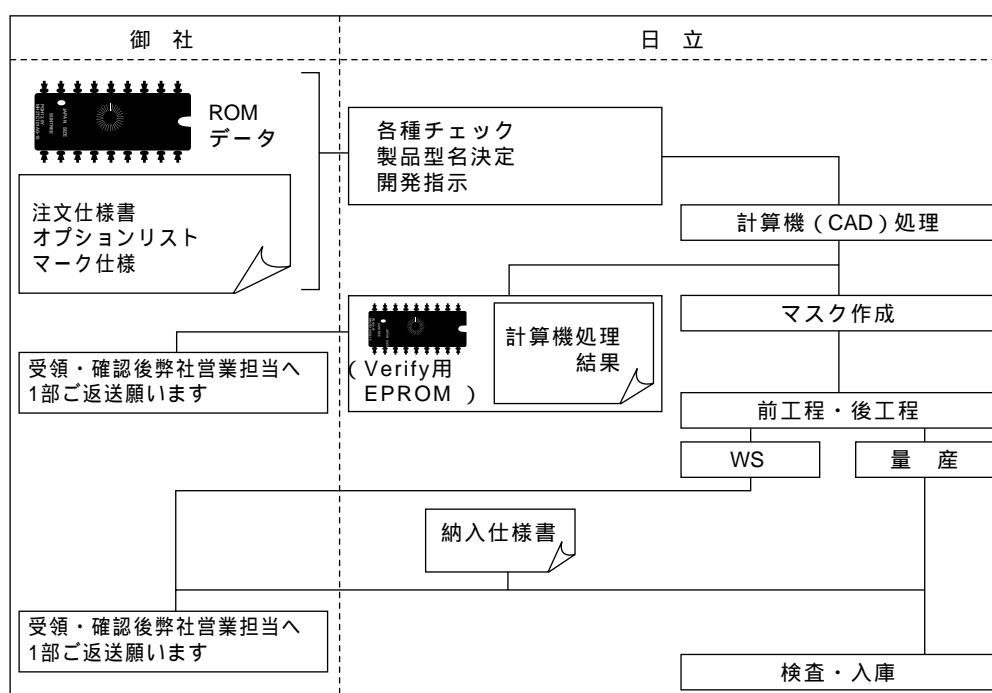 御 社
日 立
ROM
データ
各種チェック
製品型名決定
開発指示
注文仕様書
オプションリスト
マーク仕様
計算機（CAD）処理
計算機処理
結果
マスク作成
（Verify用
EPROM ）
受領・確認後弊社営業担当へ
1部ご返送願います
前工程・後工程
WS
量 産
納入仕様書
受領・確認後弊社営業担当へ
1部ご返送願います
検査・入庫